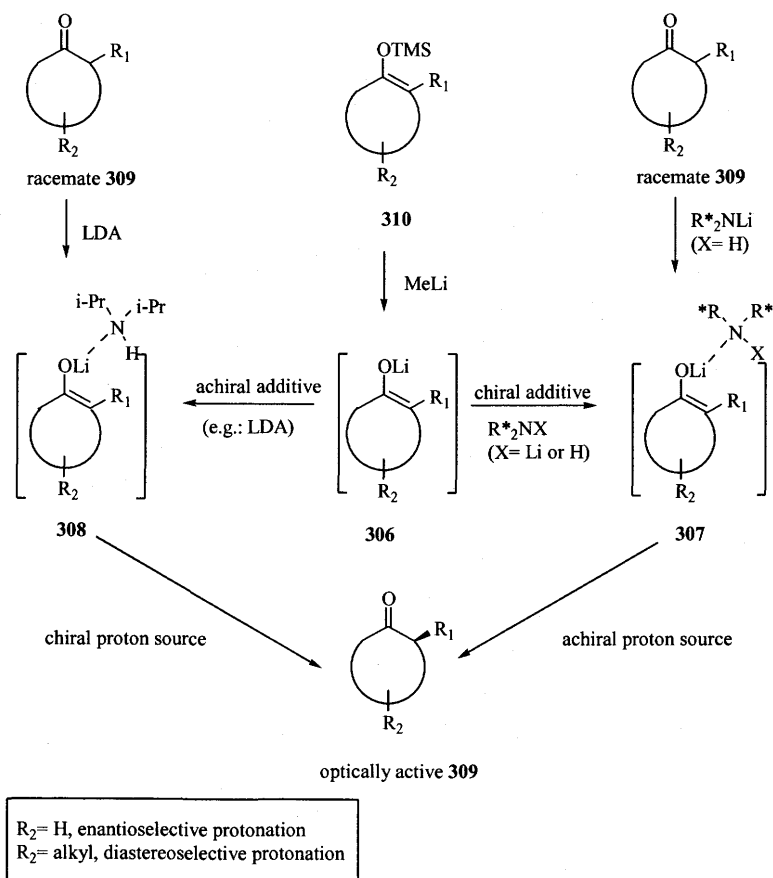 O
R1
R2
racemate 309
LDA
i-Pr
i-Pr
N
H
OLi
R1
R2
308
OTMS
R1
R2
310
MeLi
achiral additive
(e.g.: LDA)
OLi
R1
R2
306
chiral additive
R*2NX
(X= Li or H)
O
R1
R2
racemate 309
R*2NLi
(X= H)
*R
R*
N
X
OLi
R1
R2
307
chiral proton source
achiral proton source
O
R1
R2
optically active 309
R2= H, enantioselective protonation
R2= alkyl, diastereoselective protonation